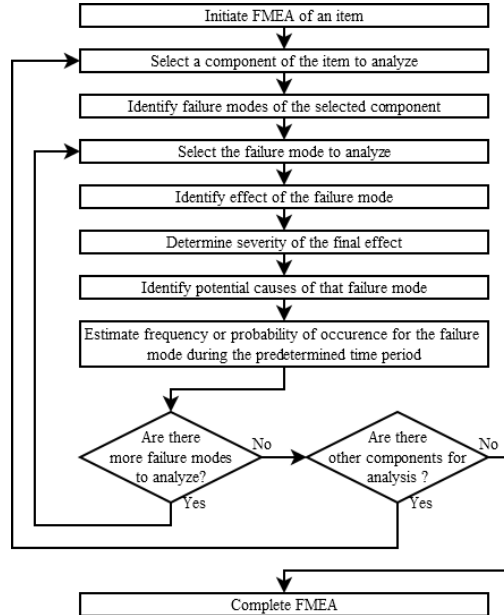 Initiate FMEA of an item
Select a component of the item to analyze
Identify failure modes of the selected component
Select the failure mode to analyze
Identify effect of the failure mode
Determine severity of the final effect
Identify potential causes of that failure mode
Estimate frequency or probability of occurence for the failure
mode during the predetermined time period
Are there
more failure modes
to analyze?
No
Yes
Are there
other components for
analysis ?
No
Yes
Complete FMEA